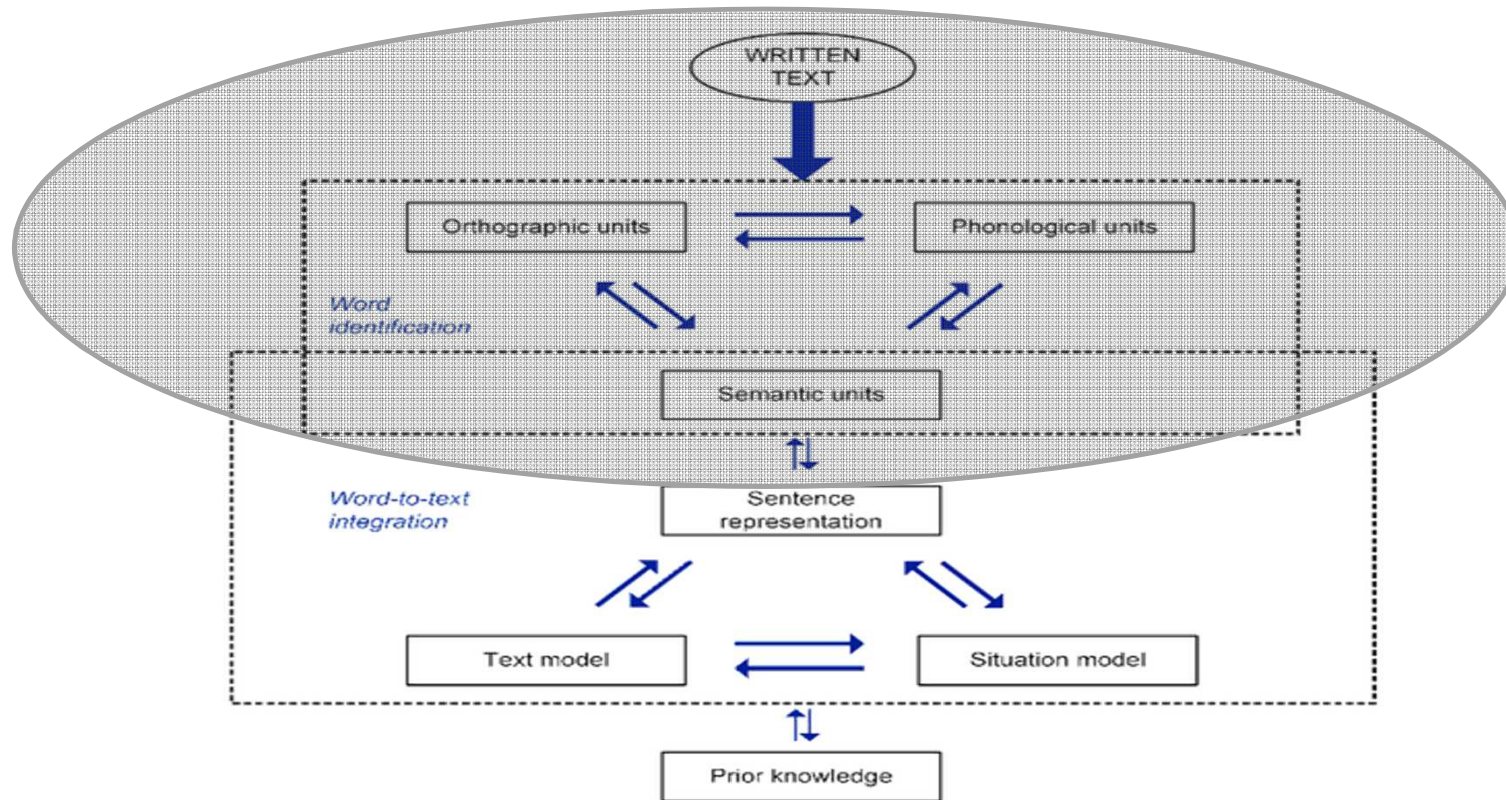 WRITTEN
TEXT
Orthographic units
Phonological units
Word
identification
Semantic units
Word-to-text
integration
Sentence
representation
Text model
Situation model
Prior knowledge